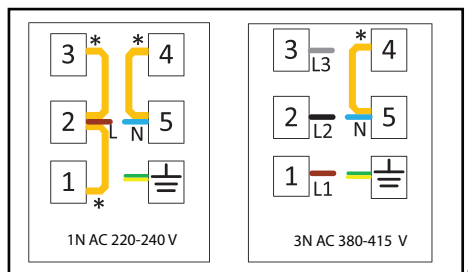 3 * * 4
2 L N 5
1 *
1N AC 220-240 V
3 L3 * 4
2 L2 N 5
1 L1
3N AC 380-415 V